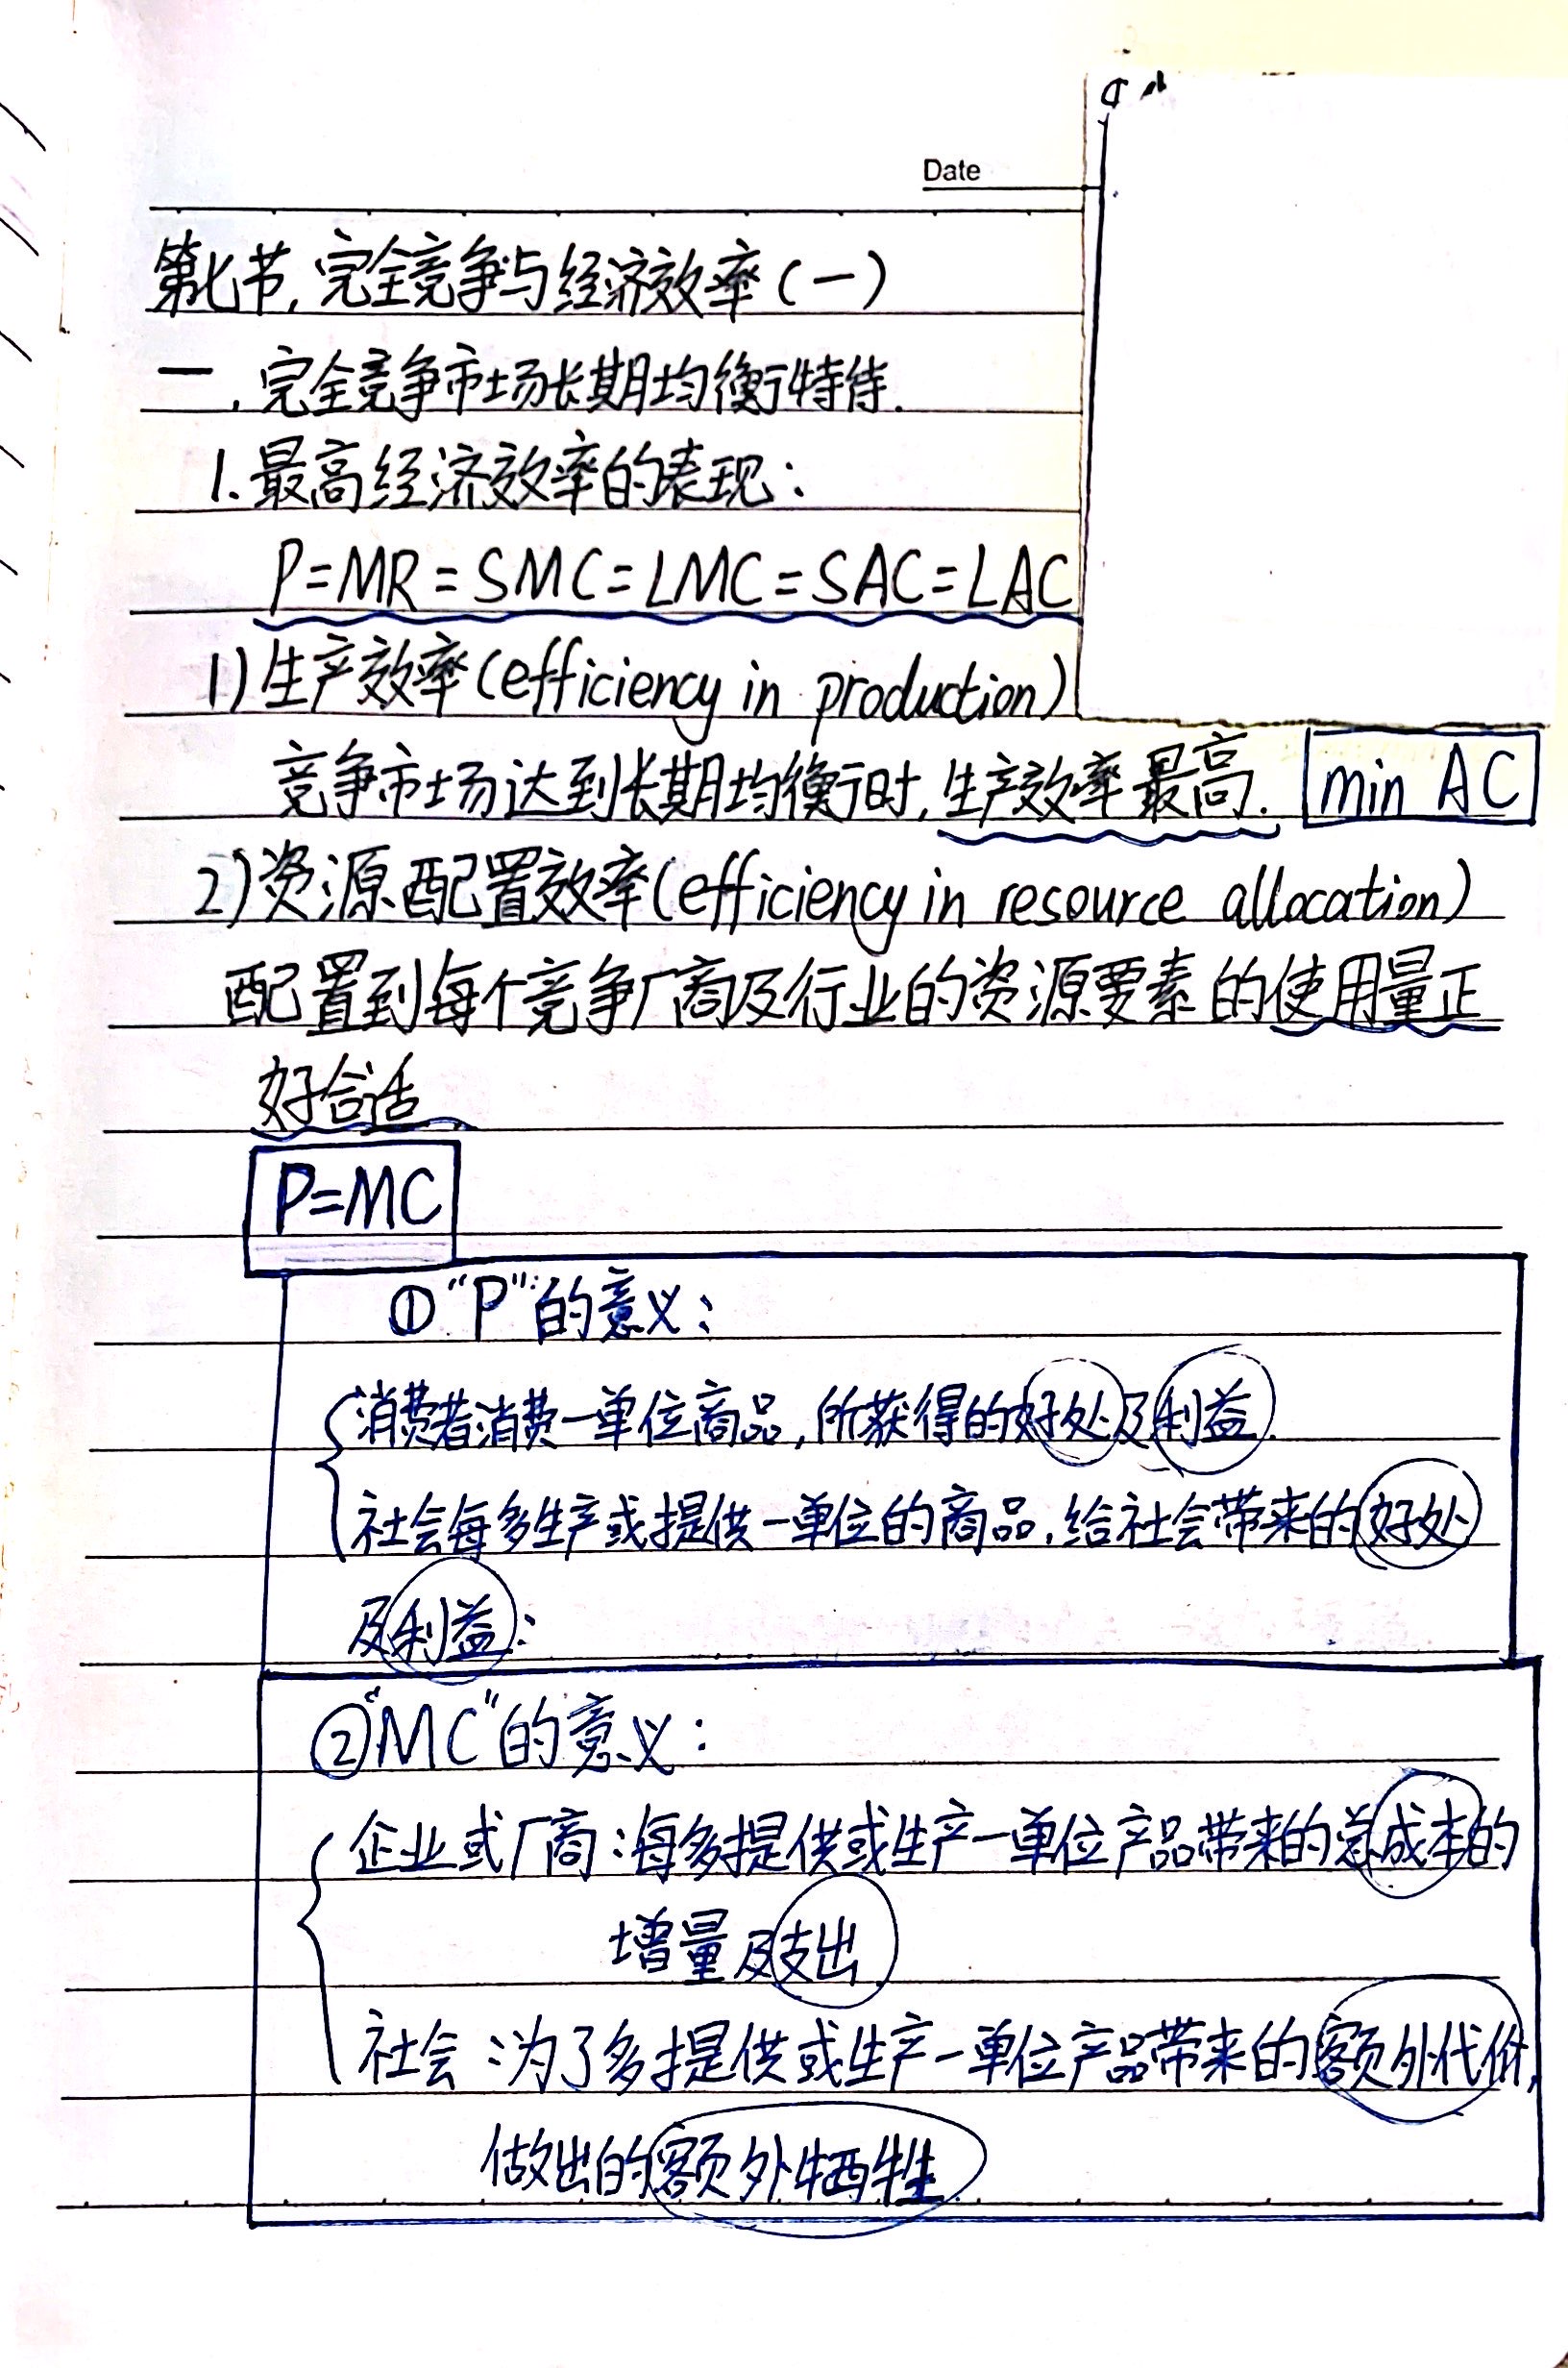 Date
第七节,完全竞争与经济效率(一)
一,完全竞争市场长期均衡特待.
1.最高经济效率的表现:
P=MR=SMC=LMC=SAC=LAC
1)生产效率(efficiency in production)
竞争市场达到长期均衡时,生产效率最高. min AC
2)资源配置效率(efficiency in resource allocation)
配置到每个竞争厂商及行业的资源要素的使用量正
好合适
P=MC
①"P"的意义:
消费者消费一单位商品,所获得的好处及利益.
社会每多生产或提供一单位的商品,给社会带来的好处
及利益:
②"MC"的意义:
企业或厂商:每多提供或生产一单位产品带来的总成本的
增量及支出
社会:为了多提供或生产一单位产品带来的额外代价,
做出的额外牺牲.